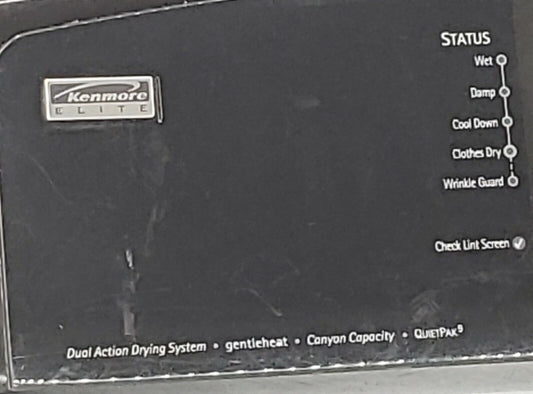 STATUS
Wet
Kenmore
ELITE
Damp
Cool Down
Clothes Dry
Wrinkle Guard
Check Lint Screen
Dual Action Drying System • gentleheat • Canyon Capacity • QUIETPAK9